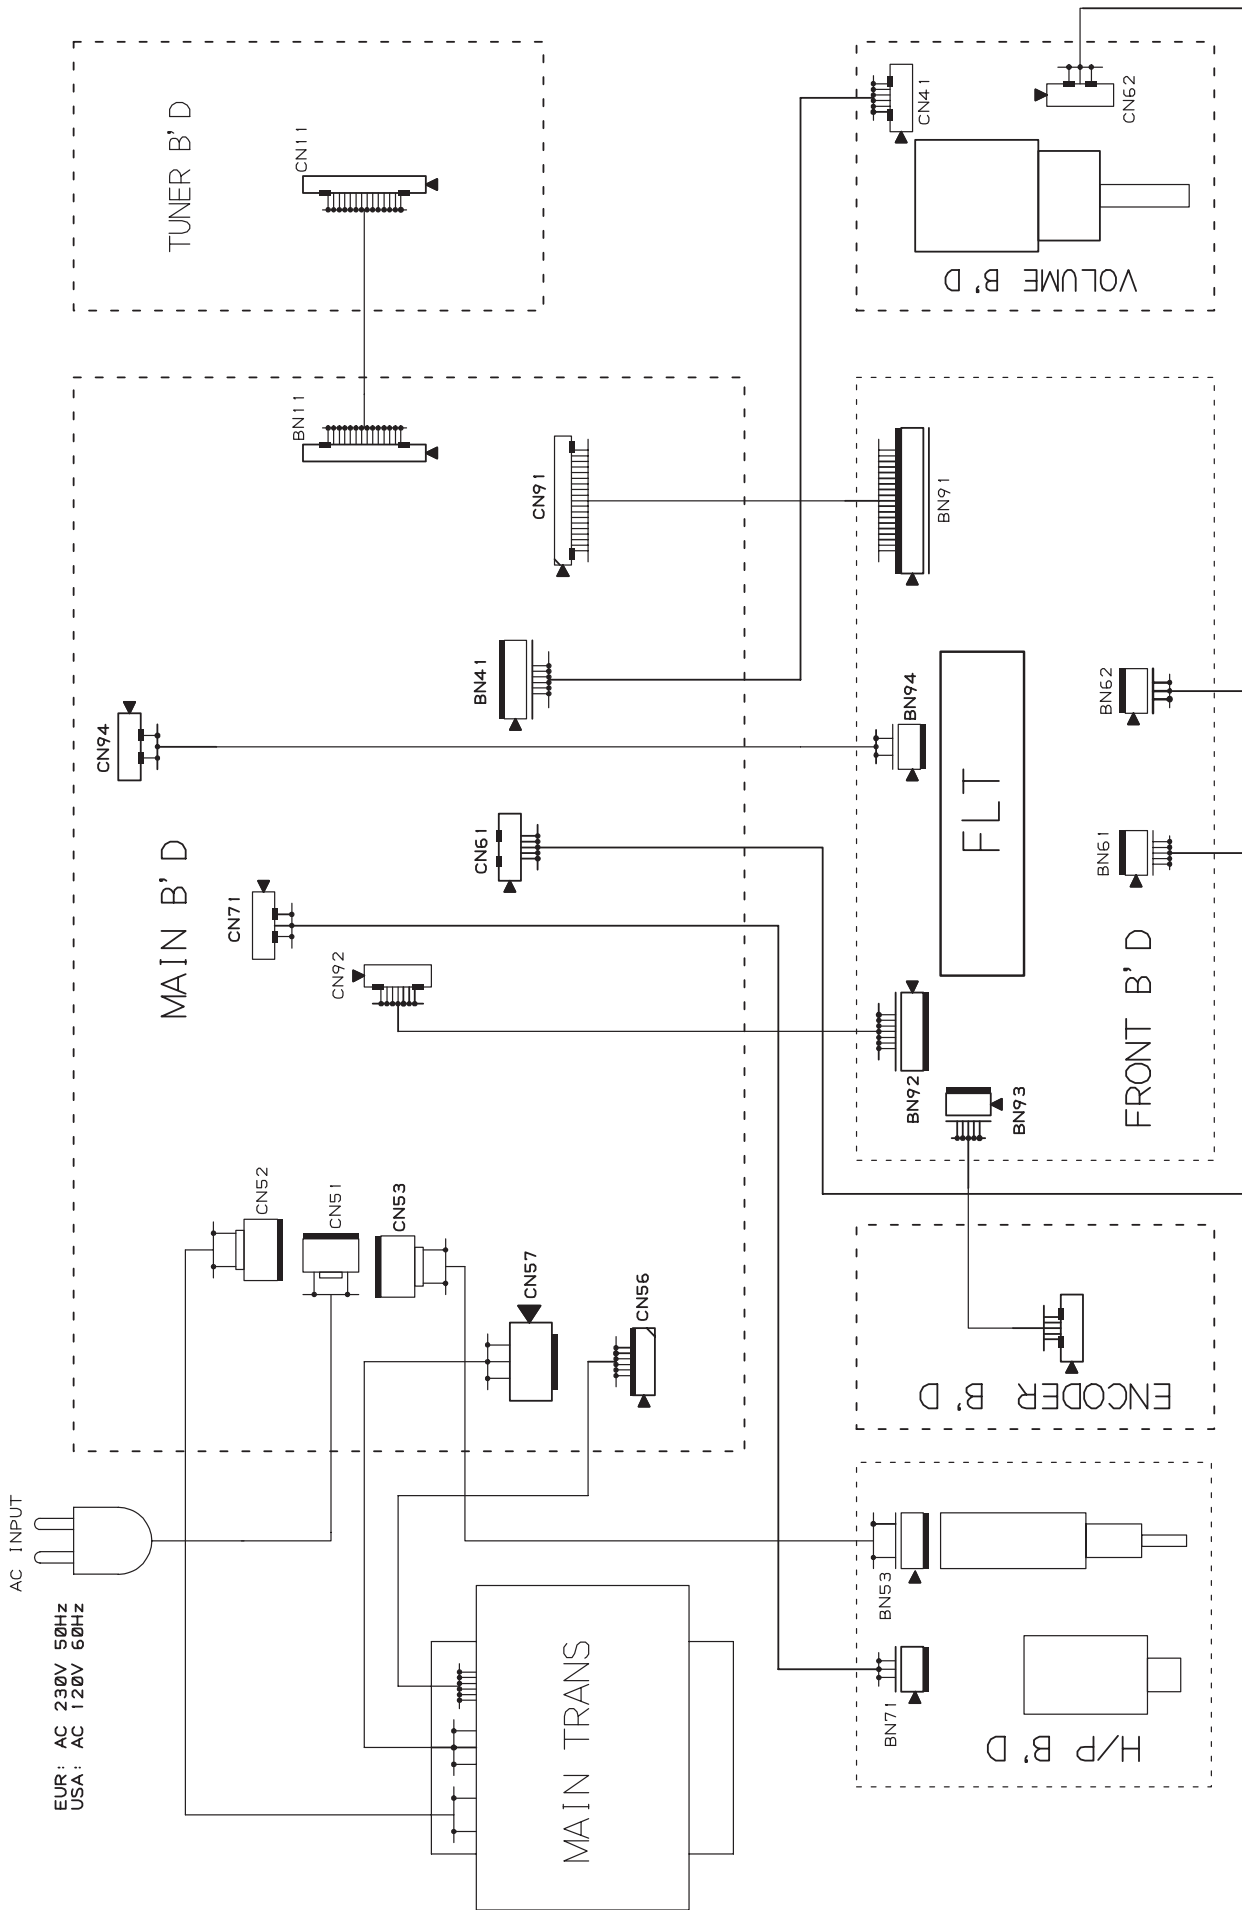 AC INPUT
EUR: AC 230V 50Hz
USA: AC 120V 60Hz
MAIN TRANS
MAIN B'D
CN52
CN51
CN53
CN57
CN56
CN71
CN92
CN94
CN61
BN41
CN91
BN11
TUNER B'D
CN11
H/P B'D
BN71
BN53
ENCODER B'D
FRONT B'D
BN92
BN93
FLT
BN94
BN61
BN62
BN91
VOLUME B'D
CN41
CN62